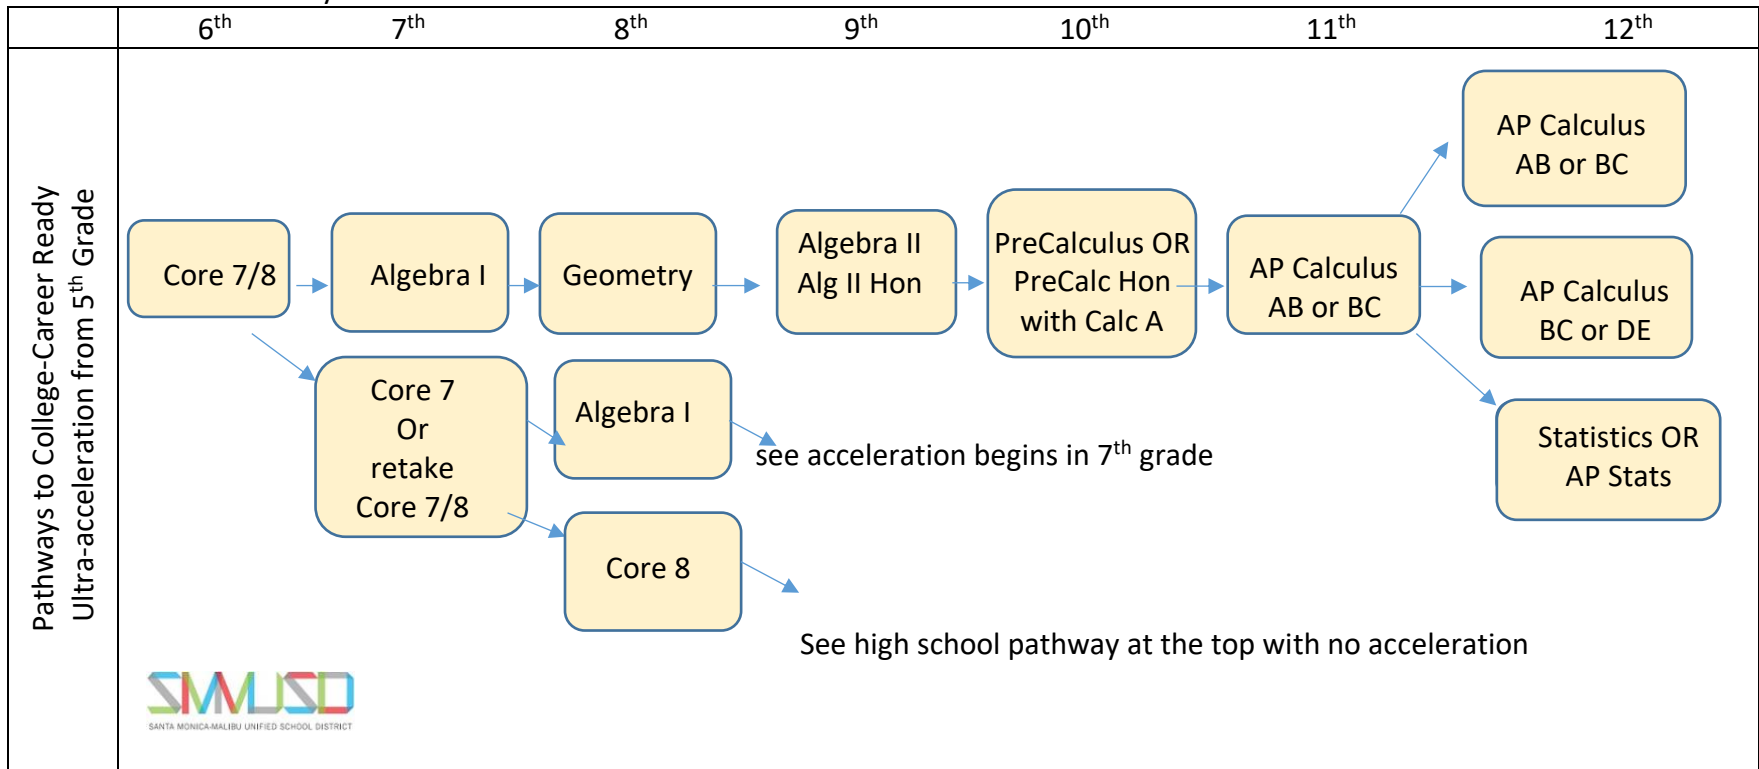 6th 7th 8th 9th 10th 11th 12th
Pathways to College-Career Ready
Ultra-acceleration from 5th Grade
Core 7/8
Algebra I
Geometry
Algebra II
Alg II Hon
PreCalculus OR
PreCalc Hon
with Calc A
AP Calculus
AB or BC
AP Calculus
AB or BC
AP Calculus
BC or DE
Statistics OR
AP Stats
Core 7
Or
retake
Core 7/8
Algebra I
see acceleration begins in 7th grade
Core 8
See high school pathway at the top with no acceleration
SMMUSD
SANTA MONICA-MALIBU UNIFIED SCHOOL DISTRICT